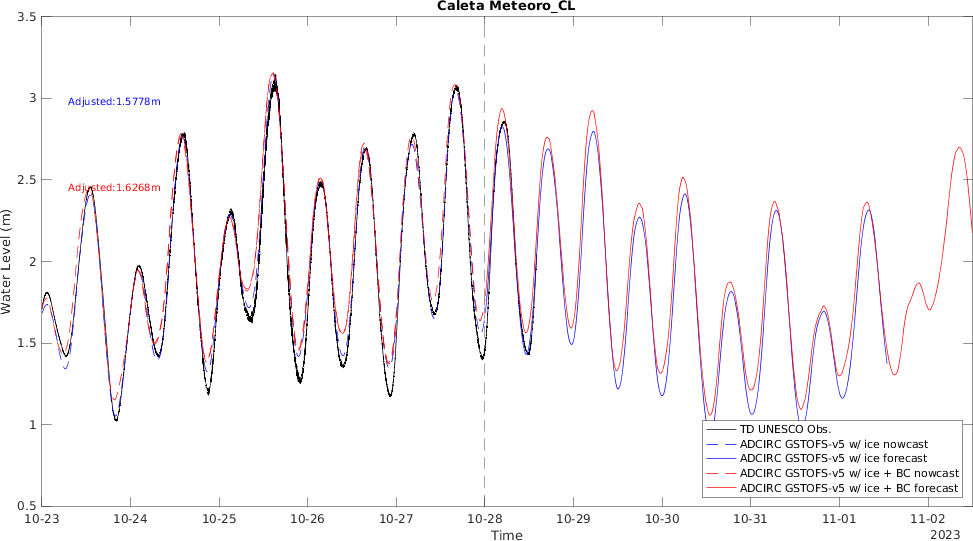 Caleta Meteoro_CL
3.5
3
2.5
2
1.5
1
0.5
Water Level (m)
Adjusted:1.5778m
Adjusted:1.6268m
TD UNESCO Obs.
ADCIRC GSTOFS-v5 w/ ice nowcast
ADCIRC GSTOFS-v5 w/ ice forecast
ADCIRC GSTOFS-v5 w/ ice + BC nowcast
ADCIRC GSTOFS-v5 w/ ice + BC forecast
10-23 10-24 10-25 10-26 10-27 10-28 10-29 10-30 10-31 11-01 11-02
Time
2023